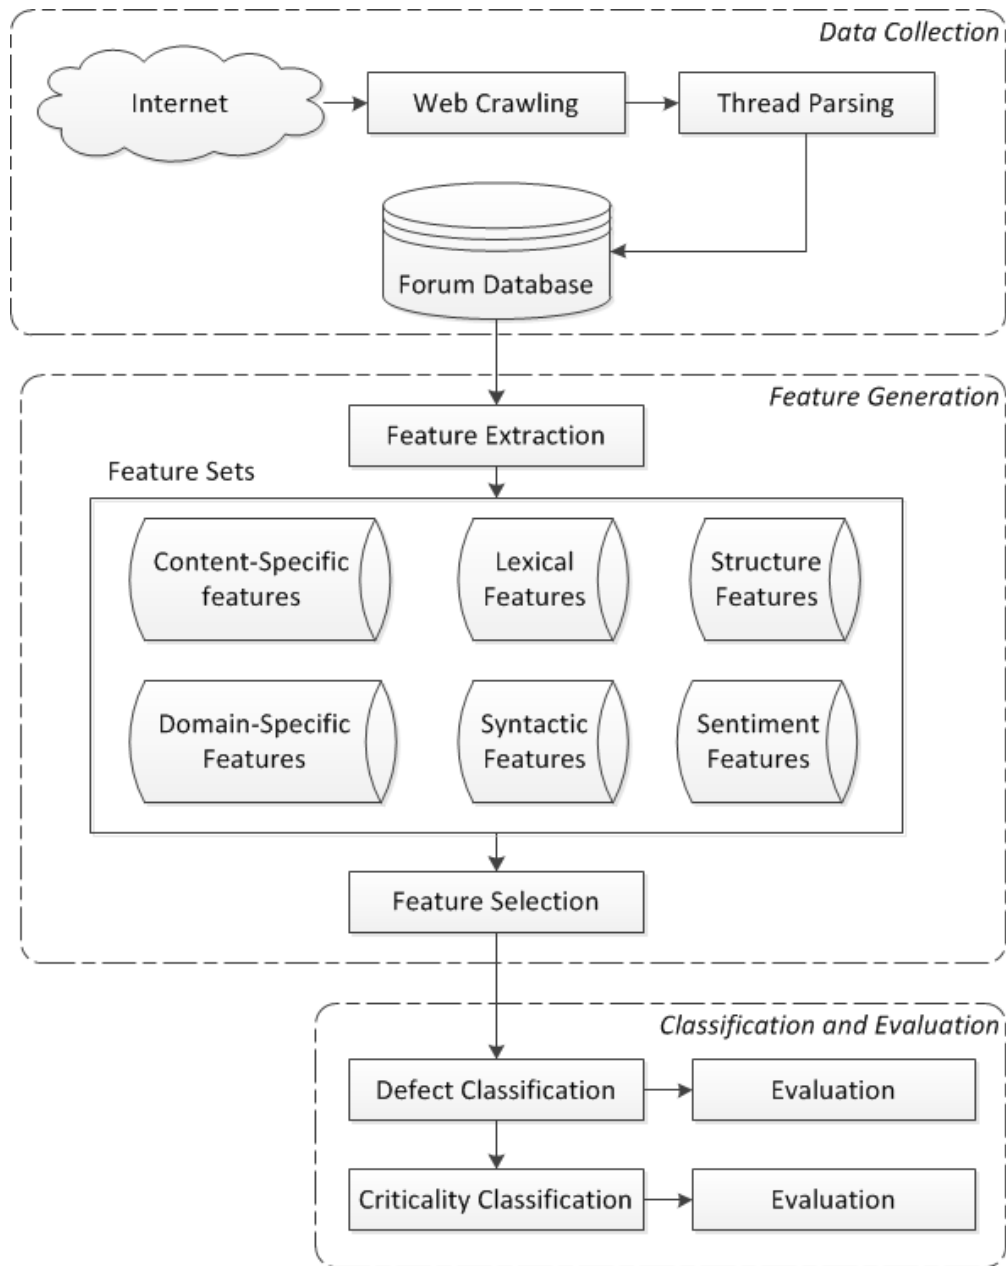 Data Collection
Internet
Web Crawling
Thread Parsing
Forum Database
Feature Generation
Feature Extraction
Feature Sets
Content-Specific
features
Lexical
Features
Structure
Features
Domain-Specific
Features
Syntactic
Features
Sentiment
Features
Feature Selection
Classification and Evaluation
Defect Classification
Evaluation
Criticality Classification
Evaluation